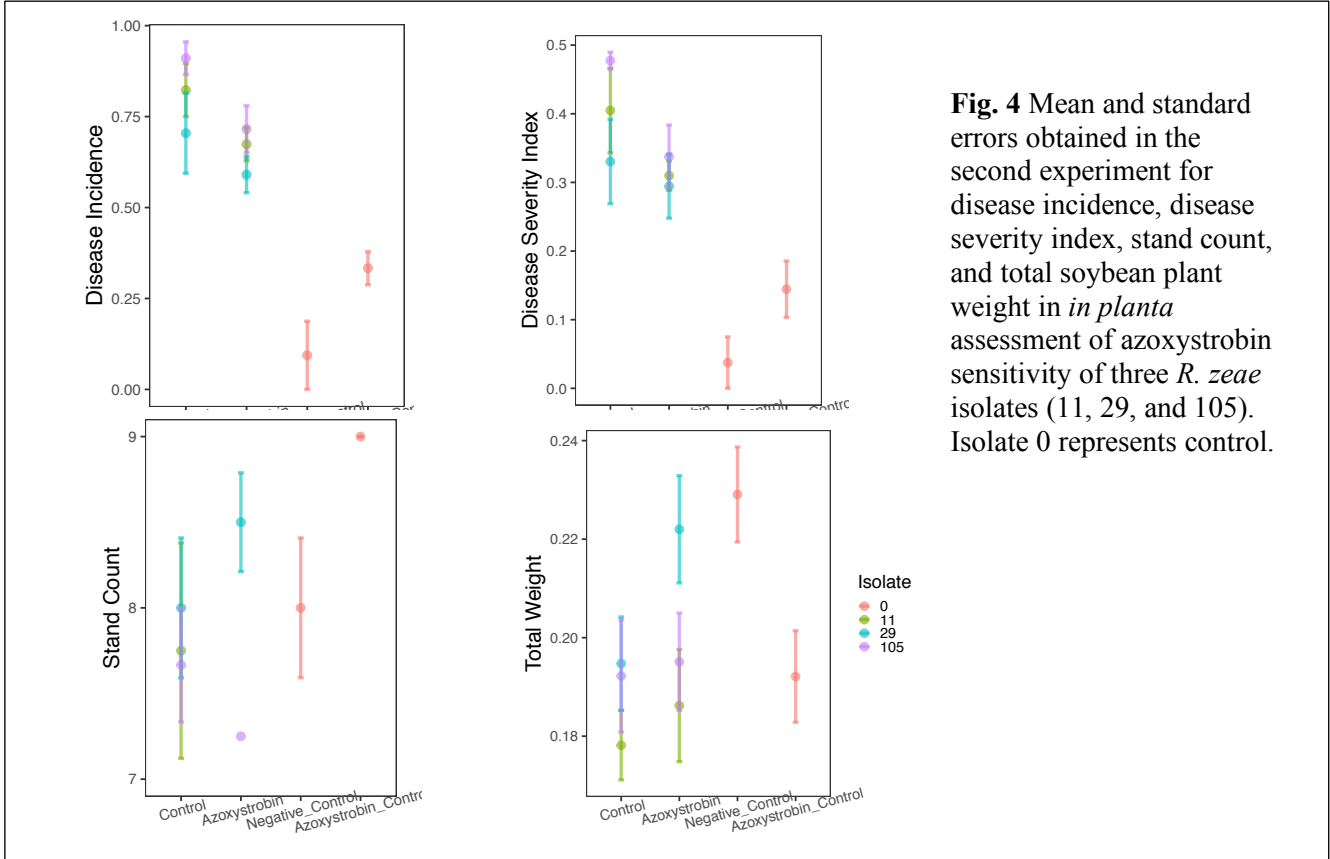 1.00
0.75
0.50
0.25
0.00
Disease Incidence
0.5
0.4
0.3
0.2
0.1
0.0
Disease Severity Index
Fig. 4 Mean and standard
errors obtained in the
second experiment for
disease incidence, disease
severity index, stand count,
and total soybean plant
weight in in planta
assessment of azoxystrobin
sensitivity of three R. zeae
isolates (11, 29, and 105).
Isolate 0 represents control.
9
8
7
Stand Count
Control
Azoxystrobin
Negative_Control
Azoxystrobin_Contr
0.24
0.22
0.20
0.18
Total Weight
Control
Azoxystrobin
Negative_Control
Azoxystrobin_Control
Isolate
0
11
29
105